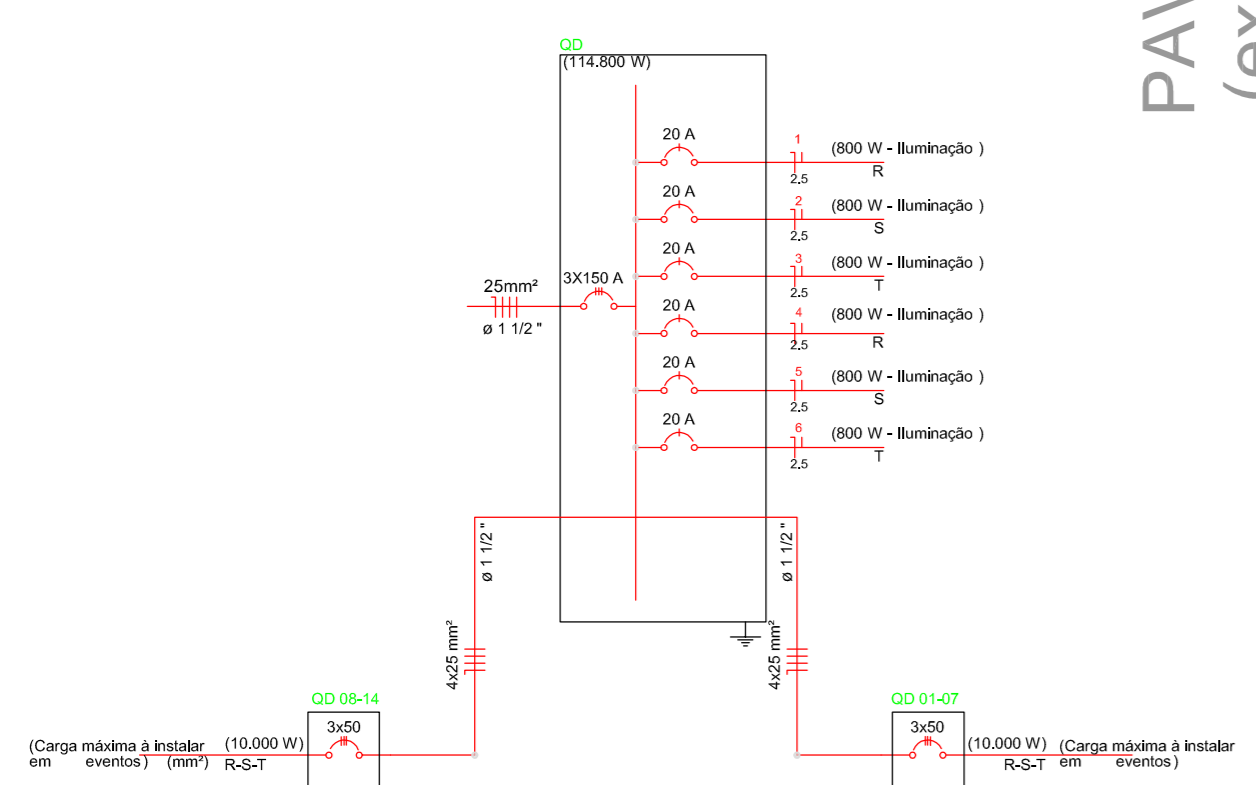 PAV
(ex
QD
(114.800 W)
20 A
1
(800 W - Iluminação )
2.5
R
20 A
2
(800 W - Iluminação )
2.5
S
20 A
3
(800 W - Iluminação )
2.5
T
25mm²
ø 1 1/2 "
3X150 A
20 A
4
(800 W - Iluminação )
2.5
R
20 A
5
(800 W - Iluminação )
2.5
S
20 A
6
(800 W - Iluminação )
2.5
T
ø 1 1/2 "
ø 1 1/2 "
4x25 mm²
4x25 mm²
QD 08-14
3x50
(Carga máxima à instalar
em eventos) (mm²)
(10.000 W)
R-S-T
QD 01-07
3x50
(10.000 W)
R-S-T
(Carga máxima à instalar
em eventos)